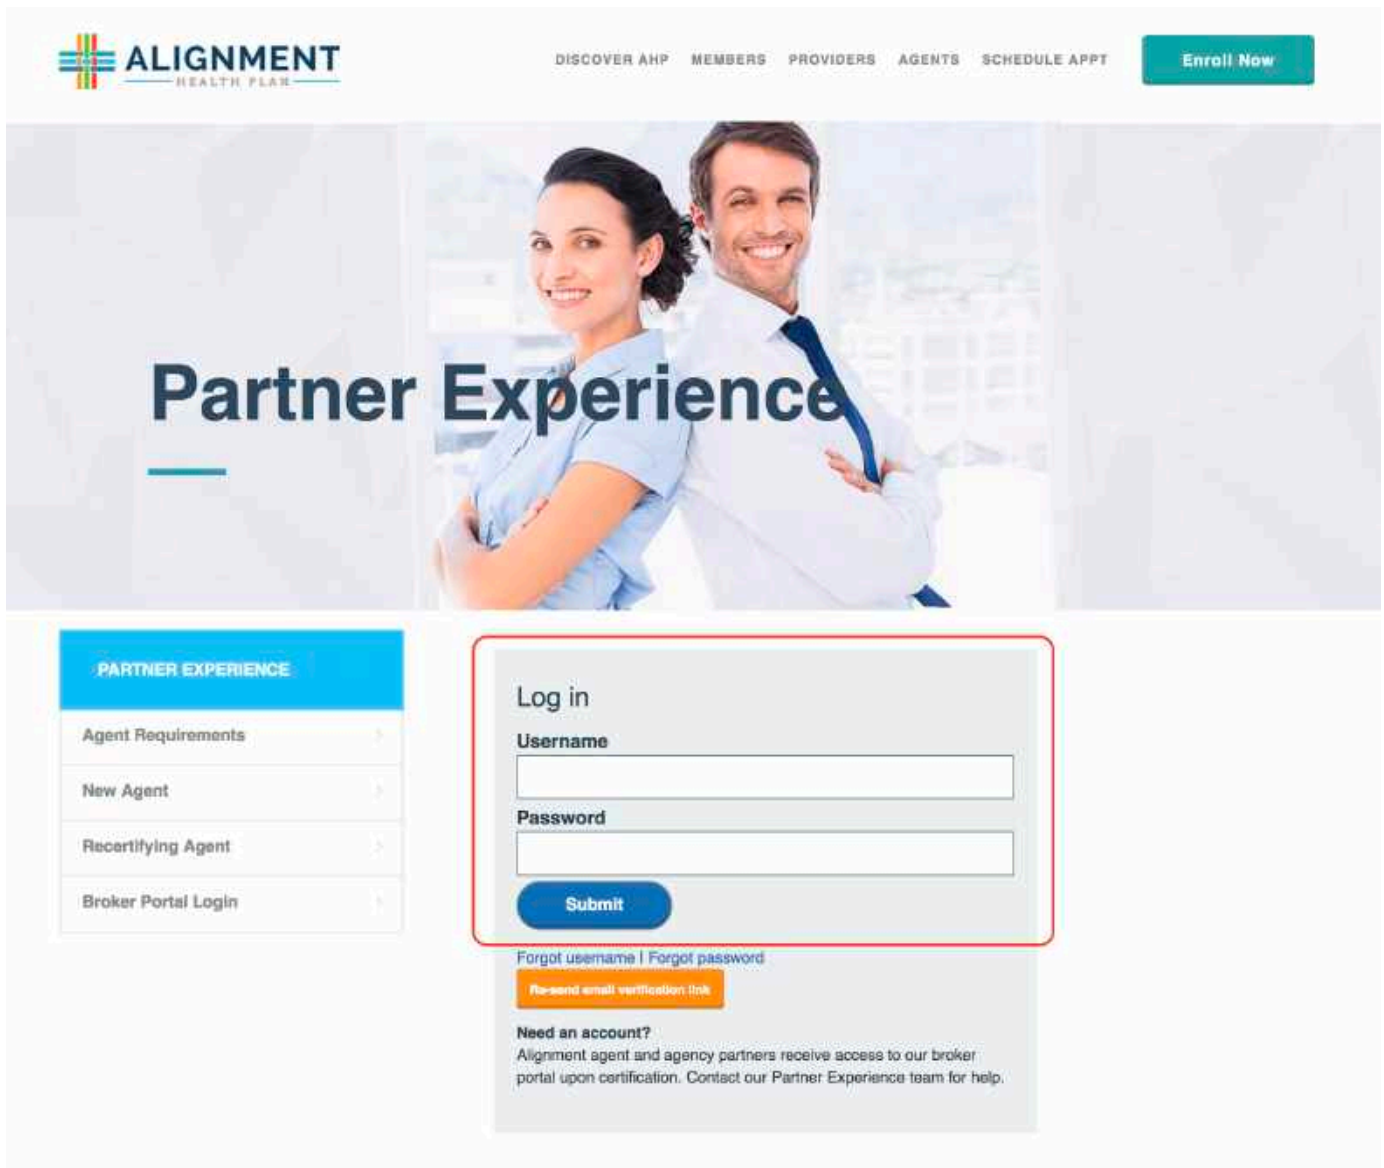 ALIGNMENT
HEALTH PLAN
DISCOVER AHP MEMBERS PROVIDERS AGENTS SCHEDULE APPT Enroll Now
Partner Experience
PARTNER EXPERIENCE
Agent Requirements
New Agent
Recertifying Agent
Broker Portal Login
Log in
Username
Password
Submit
Forgot username | Forgot password
Re-send email verification link
Need an account?
Alignment agent and agency partners receive access to our broker
portal upon certification. Contact our Partner Experience team for help.